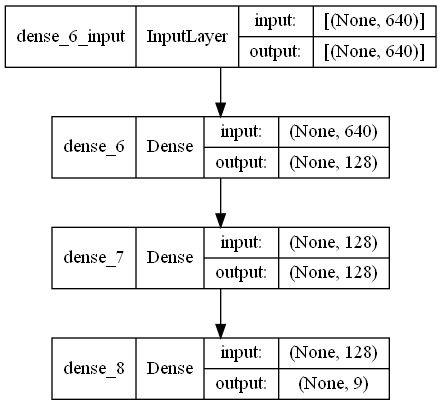 dense_6_input InputLayer input: [(None, 640)]
output: [(None, 640)]
dense_6 Dense input: (None, 640)
output: (None, 128)
dense_7 Dense input: (None, 128)
output: (None, 128)
dense_8 Dense input: (None, 128)
output: (None, 9)